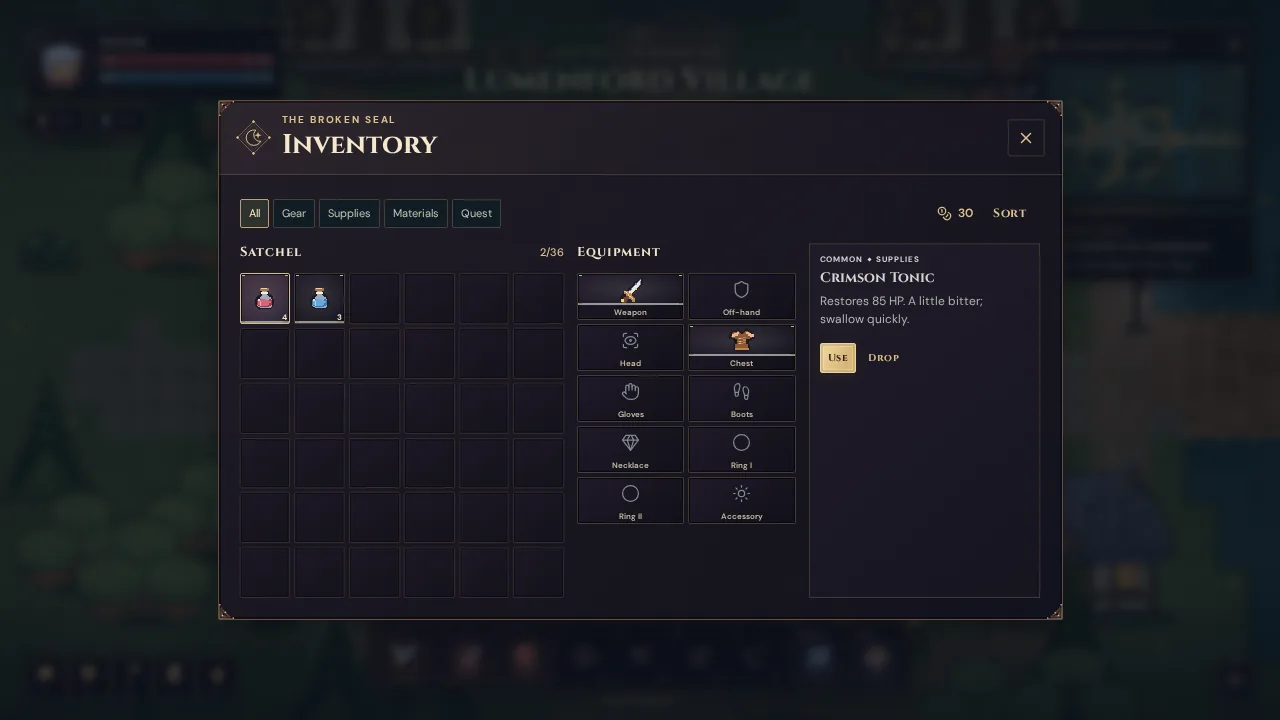 LUMENFORD VILLAGE
THE BROKEN SEAL
INVENTORY
All
Gear
Supplies
Materials
Quest
30
SORT
SATCHEL
2/36
4
3
EQUIPMENT
Weapon
Off-hand
Head
Chest
Gloves
Boots
Necklace
Ring I
Ring II
Accessory
COMMON ◆ SUPPLIES
CRIMSON TONIC
Restores 85 HP. A little bitter;
swallow quickly.
USE
DROP